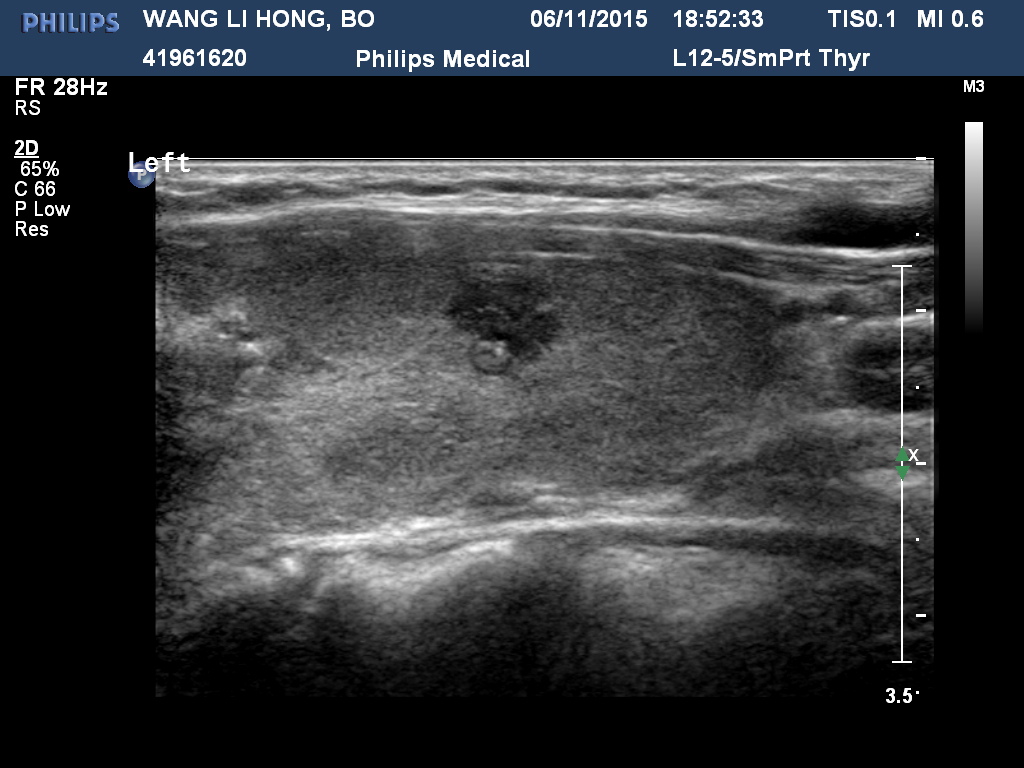 PHILIPS WANG LI HONG, BO 06/11/2015 18:52:33 TIS0.1 MI 0.6
41961620 Philips Medical L12-5/SmPrt Thyr
FR 28Hz
RS
M3
2D
65%
C 66
P Low
Res
Left
P
X
3.5